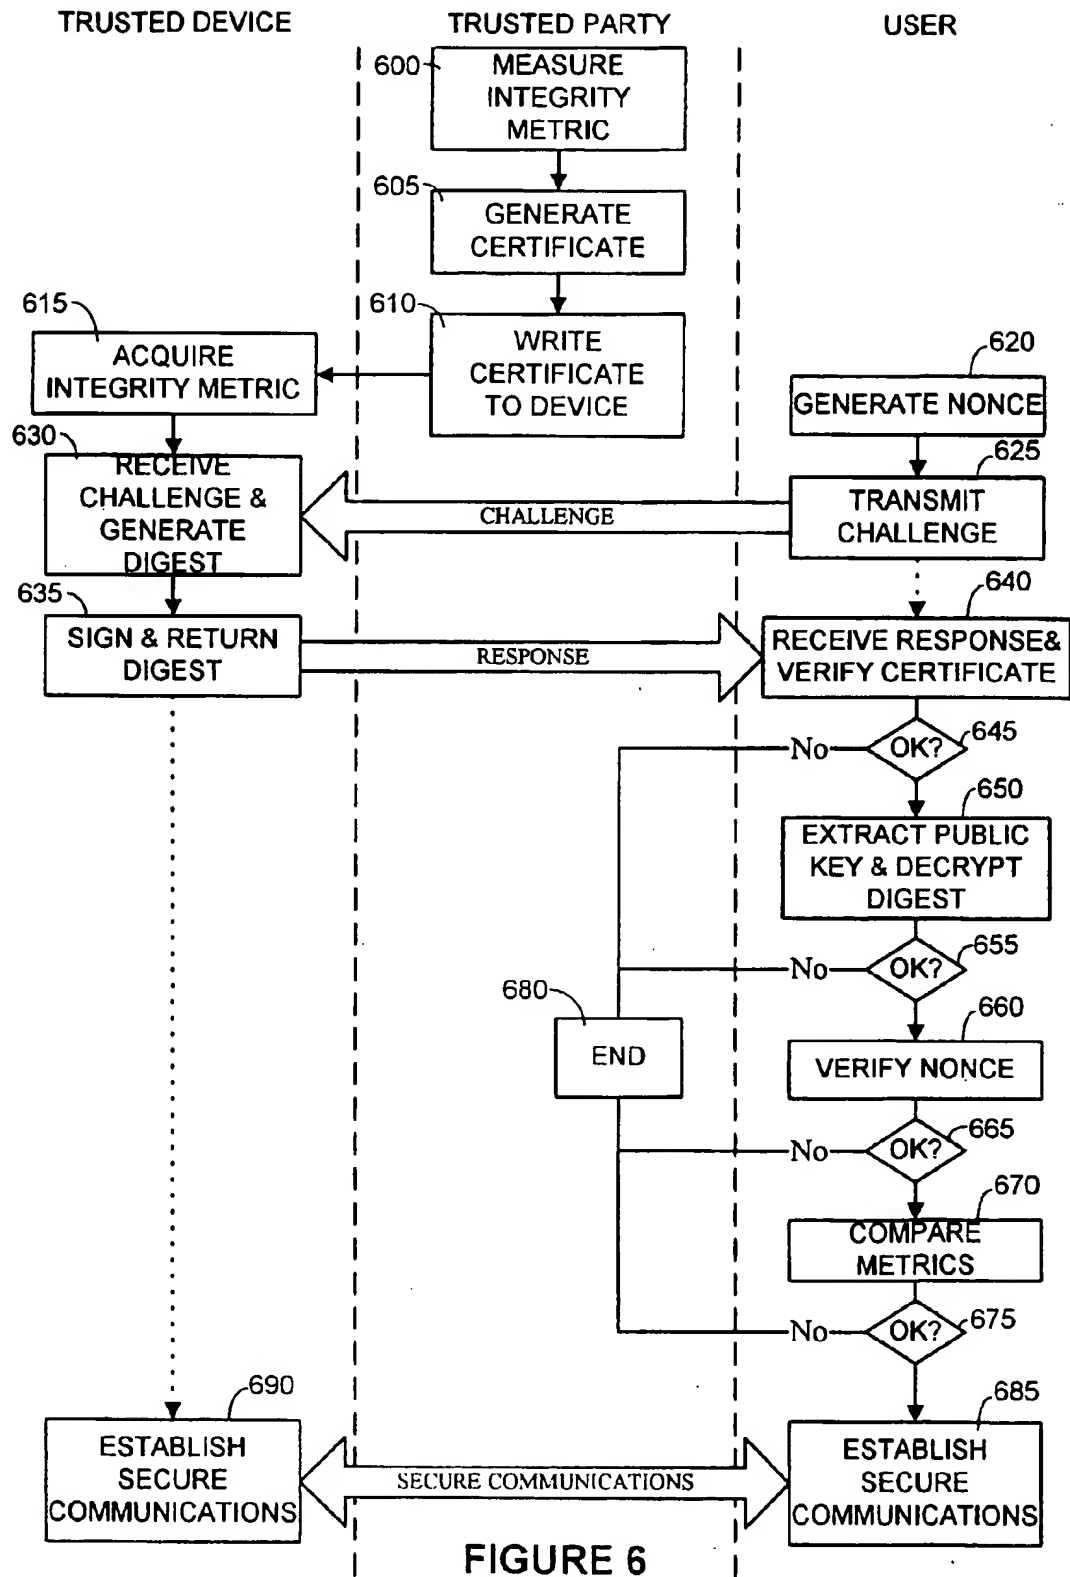 TRUSTED DEVICE
TRUSTED PARTY
USER
600
MEASURE
INTEGRITY
METRIC
605
GENERATE
CERTIFICATE
610
WRITE
CERTIFICATE
TO DEVICE
615
ACQUIRE
INTEGRITY METRIC
620
GENERATE NONCE
625
TRANSMIT
CHALLENGE
CHALLENGE
630
RECEIVE
CHALLENGE &
GENERATE
DIGEST
635
SIGN & RETURN
DIGEST
RESPONSE
640
RECEIVE RESPONSE&
VERIFY CERTIFICATE
645
OK?
No
650
EXTRACT PUBLIC
KEY & DECRYPT
DIGEST
655
OK?
No
680
END
660
VERIFY NONCE
665
OK?
No
670
COMPARE
METRICS
675
OK?
No
690
ESTABLISH
SECURE
COMMUNICATIONS
SECURE COMMUNICATIONS
685
ESTABLISH
SECURE
COMMUNICATIONS
FIGURE 6